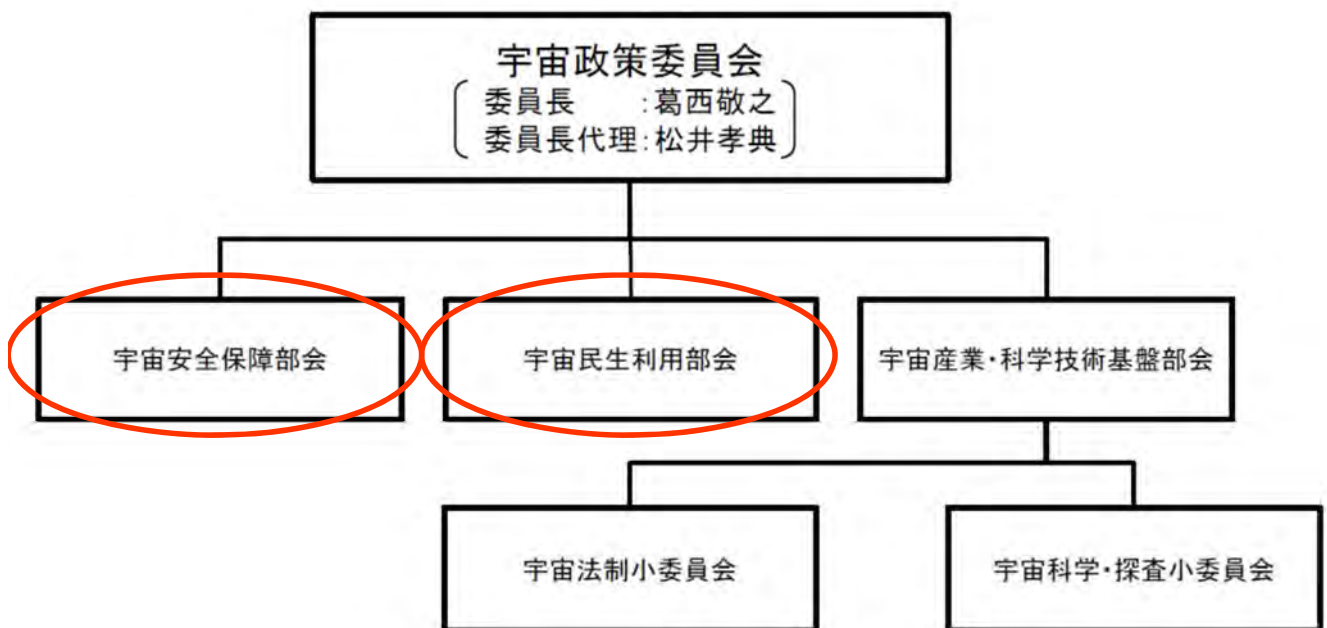 宇宙政策委員会
委員長　　：葛西敬之
委員長代理：松井孝典
宇宙安全保障部会
宇宙民生利用部会
宇宙産業・科学技術基盤部会
宇宙法制小委員会
宇宙科学・探査小委員会